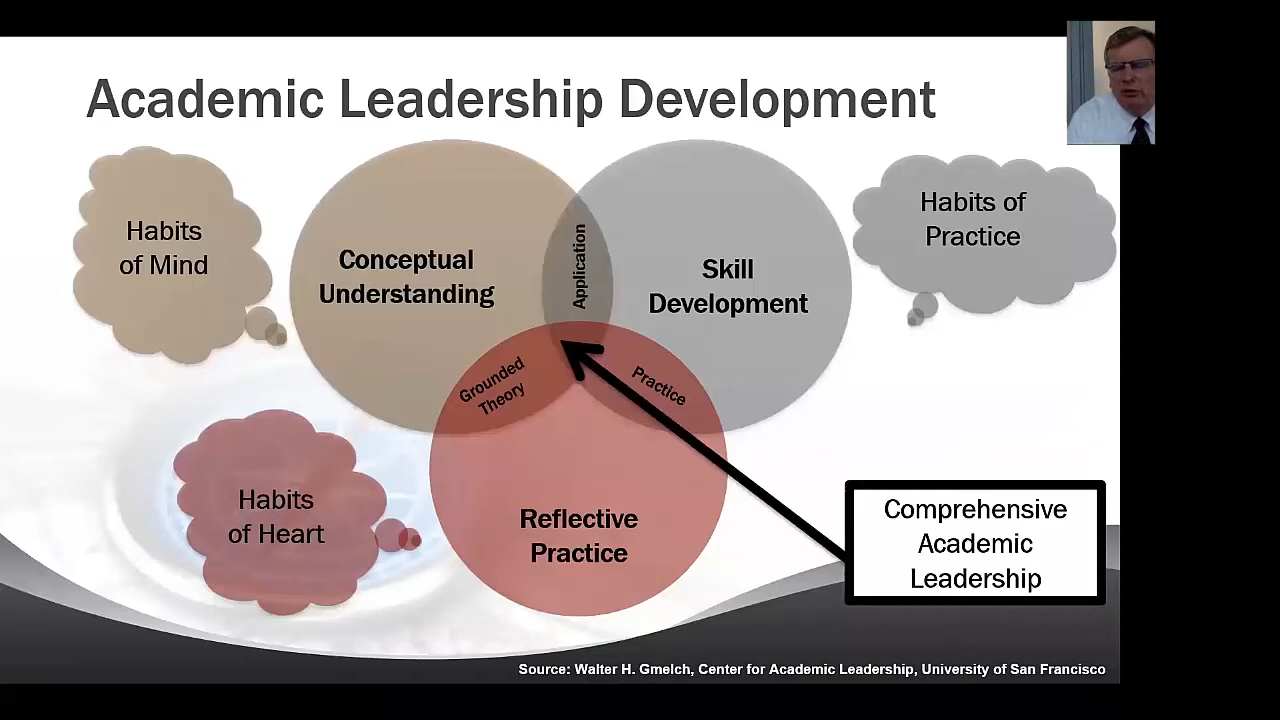 Academic Leadership Development
Habits
of Mind
Conceptual
Understanding
Application
Skill
Development
Habits of
Practice
Grounded
Theory
Practice
Habits
of Heart
Reflective
Practice
Comprehensive
Academic
Leadership
Source: Walter H. Gmelch, Center for Academic Leadership, University of San Francisco